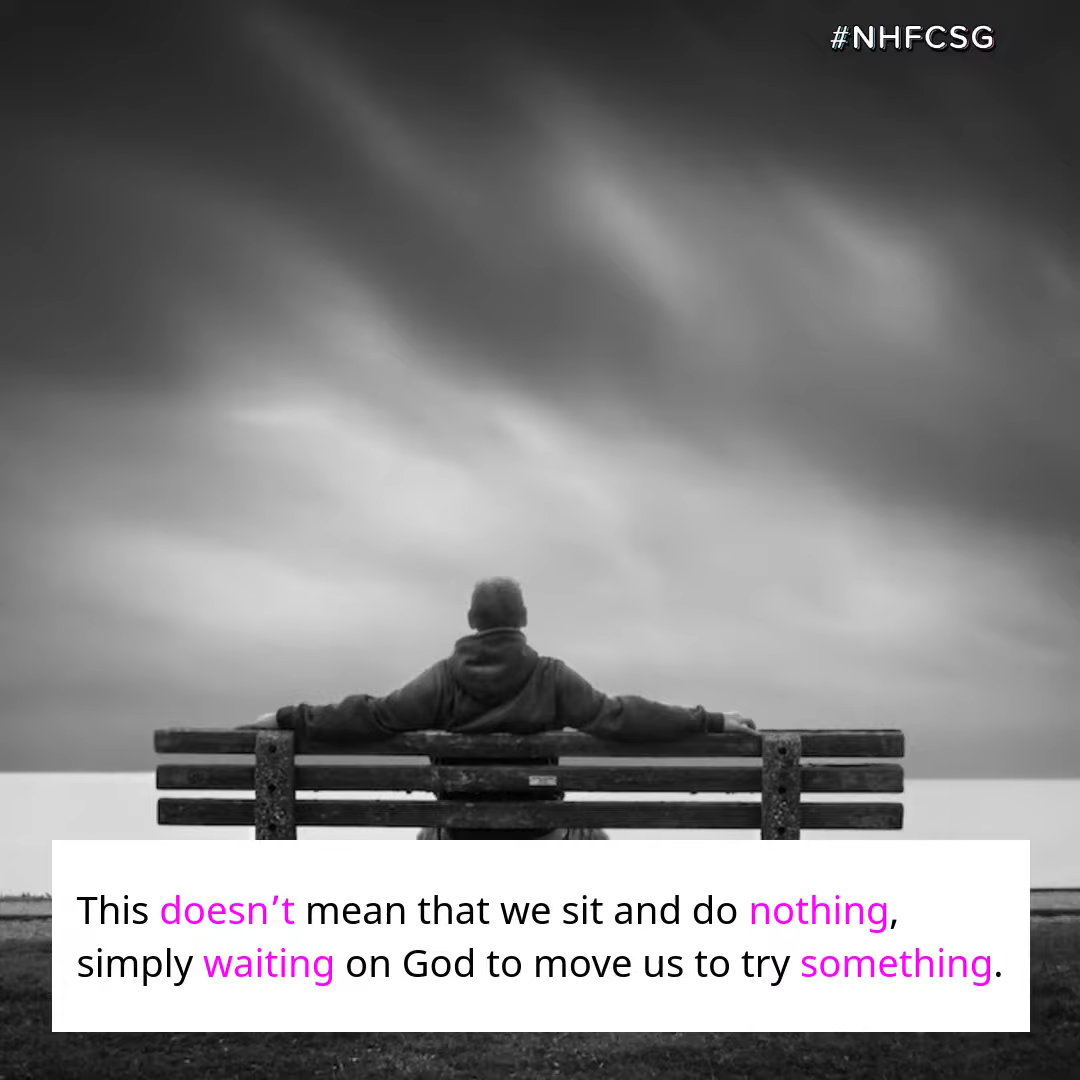 #NHFCSG
This doesn’t mean that we sit and do nothing,
simply waiting on God to move us to try something.